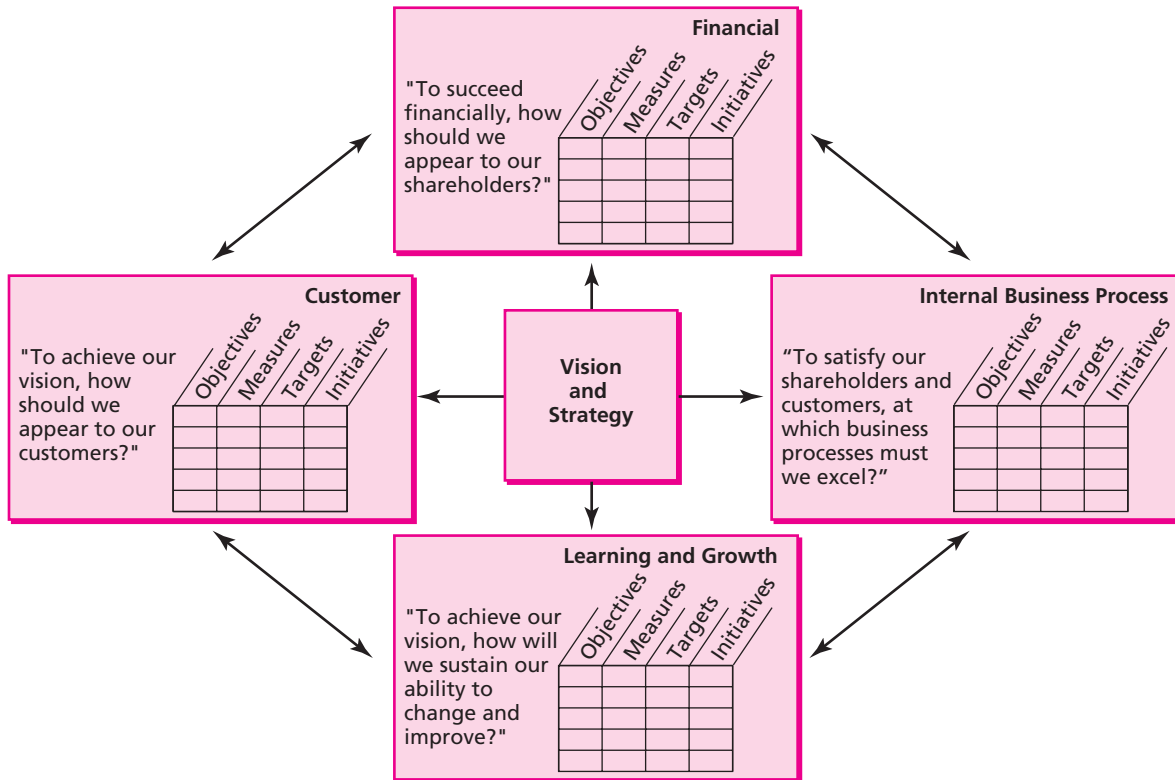 Financial
"To succeed
financially, how
should we
appear to our
shareholders?"
Objectives
Measures
Targets
Initiatives
Customer
"To achieve our
vision, how
should we
appear to our
customers?"
Objectives
Measures
Targets
Initiatives
Vision
and
Strategy
Internal Business Process
“To satisfy our
shareholders and
customers, at
which business
processes must
we excel?”
Objectives
Measures
Targets
Initiatives
Learning and Growth
"To achieve our
vision, how will
we sustain our
ability to
change and
improve?"
Objectives
Measures
Targets
Initiatives